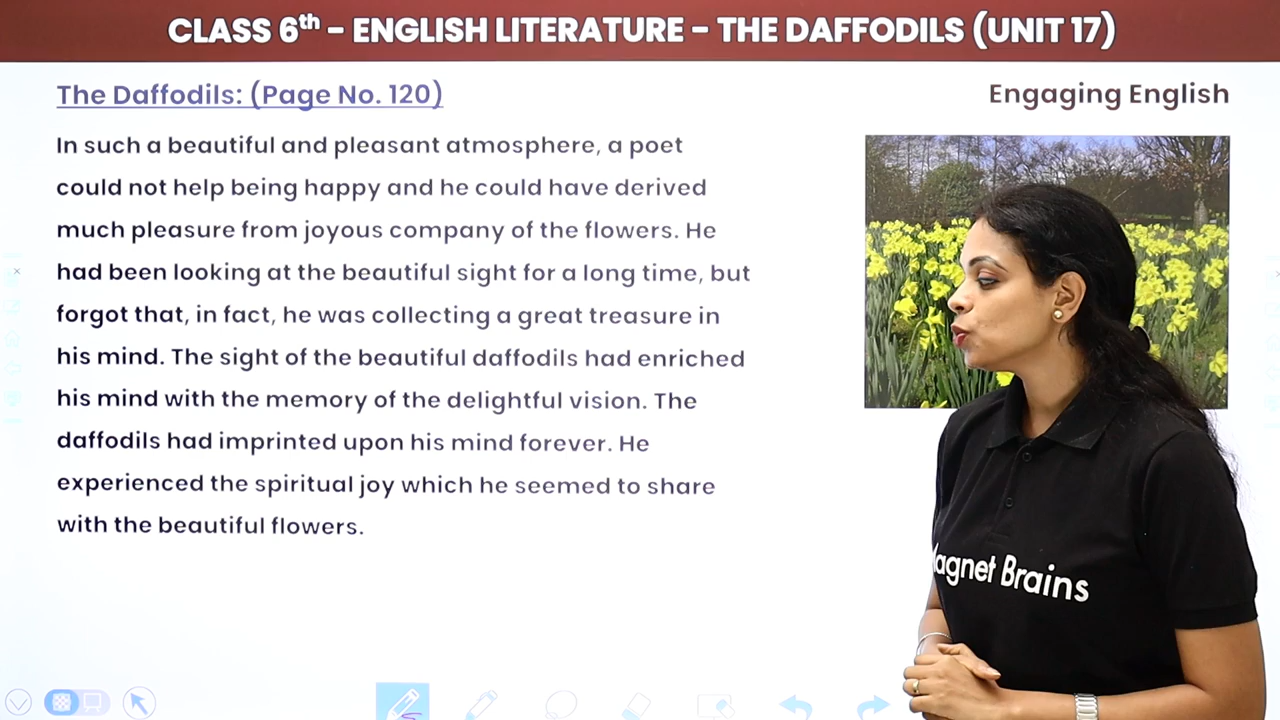 CLASS 6th - ENGLISH LITERATURE - THE DAFFODILS (UNIT 17)
The Daffodils: (Page No. 120)
Engaging English
In such a beautiful and pleasant atmosphere, a poet
could not help being happy and he could have derived
much pleasure from joyous company of the flowers. He
had been looking at the beautiful sight for a long time, but
forgot that, in fact, he was collecting a great treasure in
his mind. The sight of the beautiful daffodils had enriched
his mind with the memory of the delightful vision. The
daffodils had imprinted upon his mind forever. He
experienced the spiritual joy which he seemed to share
with the beautiful flowers.
Magnet Brains